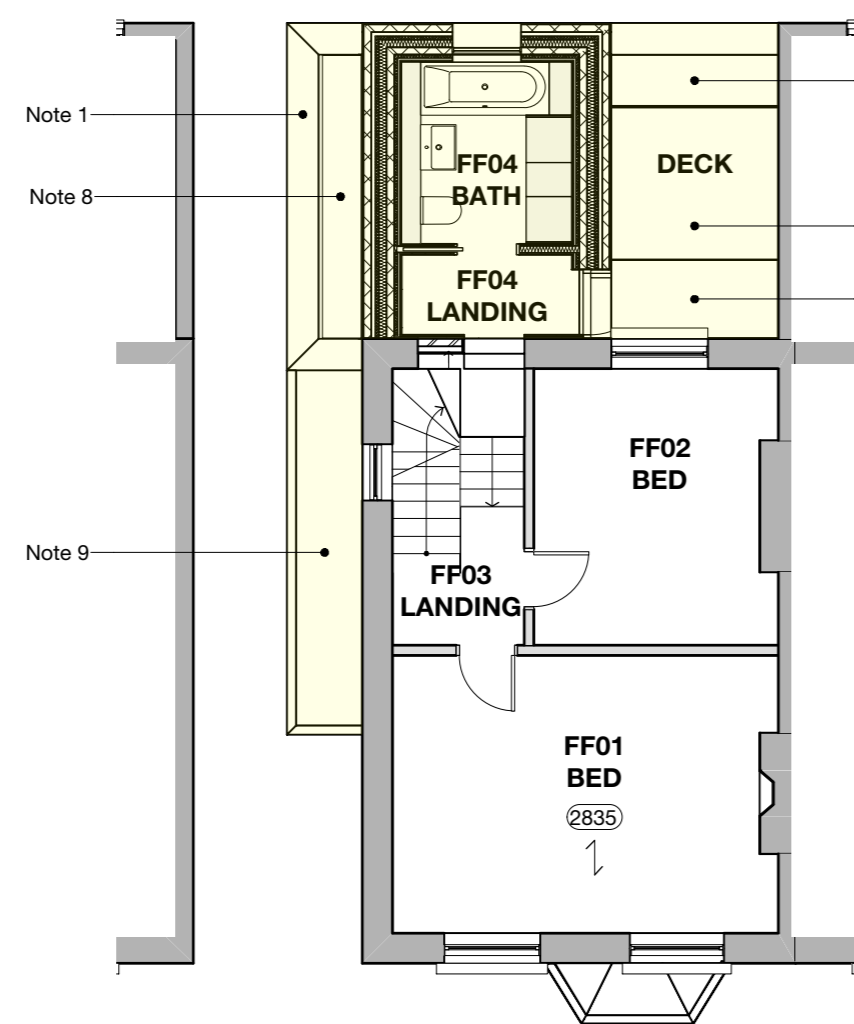 Note 1
Note 8
FF04
BATH
DECK
FF04
LANDING
FF02
BED
Note 9
FF03
LANDING
FF01
BED
2835